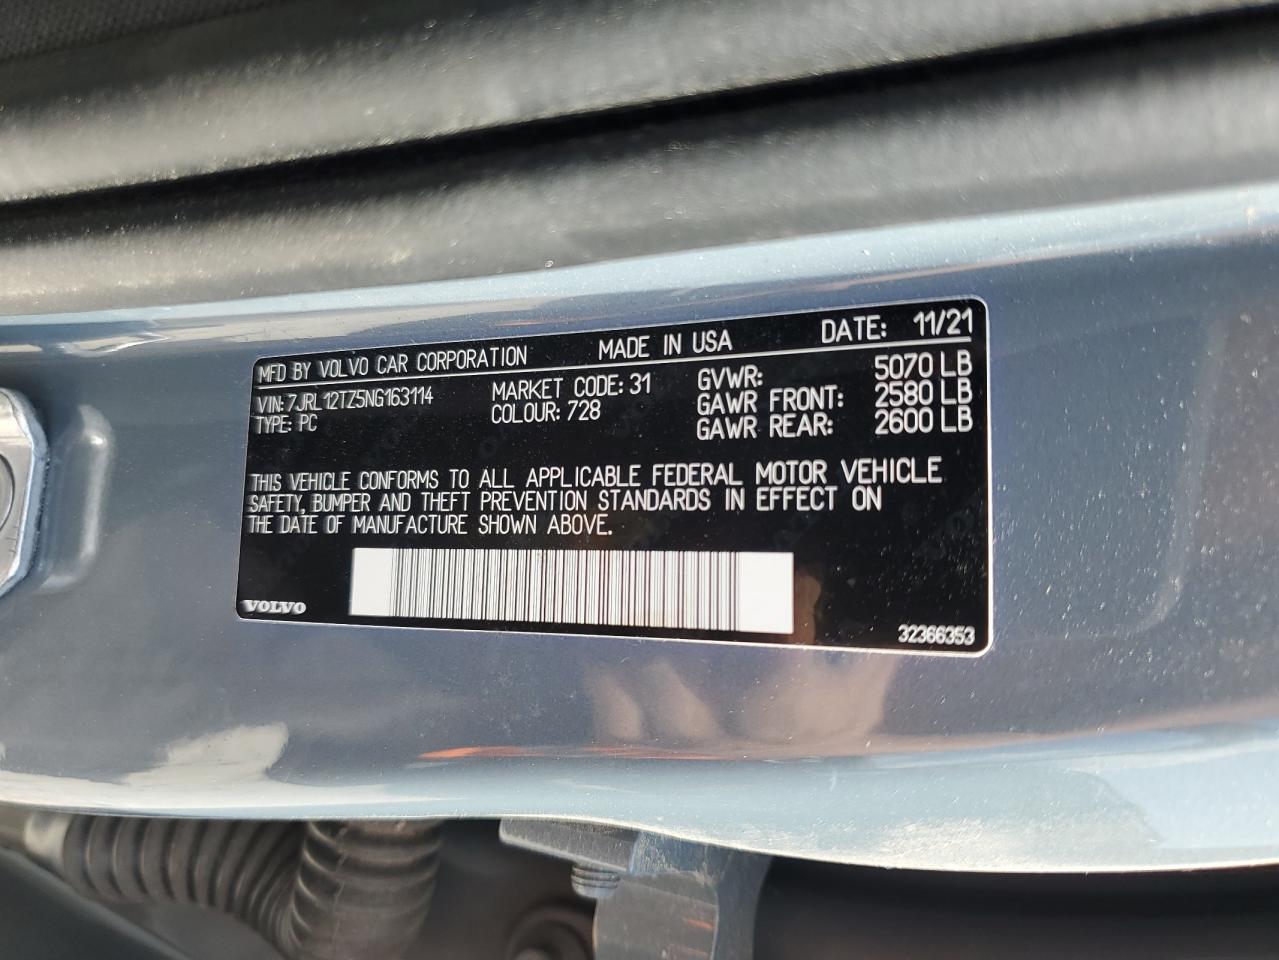 MFD BY VOLVO CAR CORPORATION MADE IN USA DATE: 11/21
VIN: 7JRL12TZ5NG163114 MARKET CODE: 31 GVWR: 5070 LB
TYPE: PC COLOUR: 728 GAWR FRONT: 2580 LB
GAWR REAR: 2600 LB
THIS VEHICLE CONFORMS TO ALL APPLICABLE FEDERAL MOTOR VEHICLE
SAFETY, BUMPER AND THEFT PREVENTION STANDARDS IN EFFECT ON
THE DATE OF MANUFACTURE SHOWN ABOVE.
VOLVO
32366353